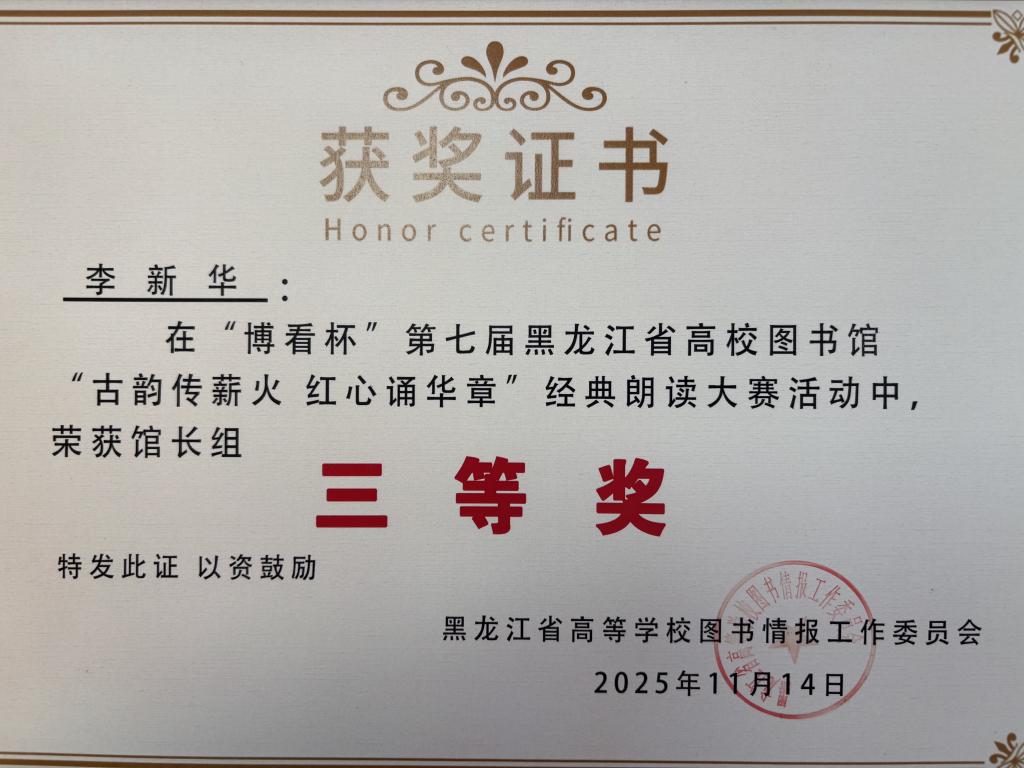 获奖证书
Honor certificate
李新华：
在“博看杯”第七届黑龙江省高校图书馆
“古韵传薪火 红心诵华章”经典朗读大赛活动中，
荣获馆长组
三等奖
特发此证 以资鼓励
黑龙江省高等学校图书情报工作委员会
2025年11月14日